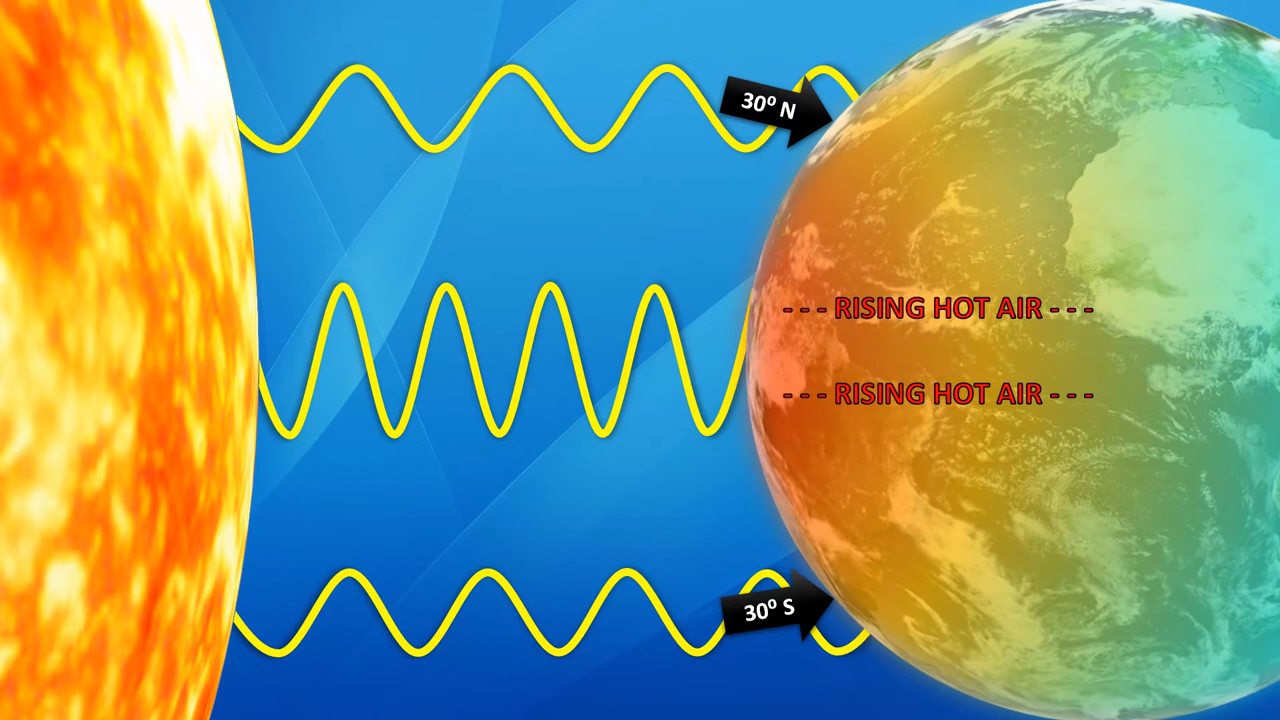 30º N
- - - RISING HOT AIR - - -
- - - RISING HOT AIR - - -
30º S